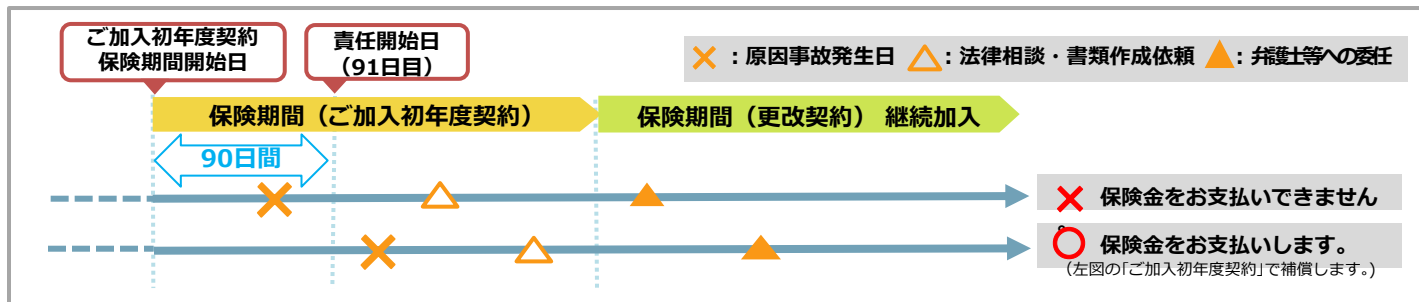 ご加入初年度契約
保険期間開始日
責任開始日
（91日目）
：原因事故発生日 ：法律相談・書類作成依頼 ：弁護士等への委任
保険期間（ご加入初年度契約）
保険期間（更改契約） 継続加入
90日間
保険金をお支払いできません
。
保険金をお支払いします。
（左図の「ご加入初年度契約」で補償します。）